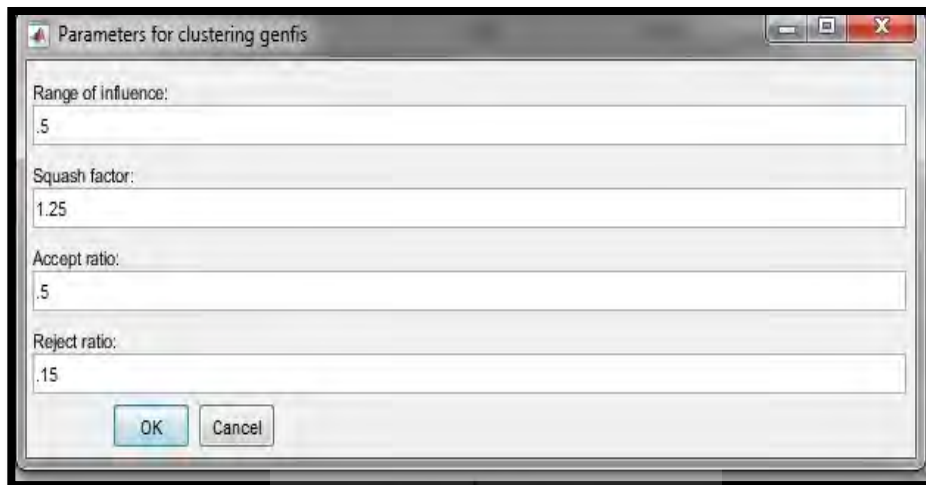 Parameters for clustering genfis
Range of influence:
.5
Squash factor:
1.25
Accept ratio:
.5
Reject ratio:
.15
OK Cancel